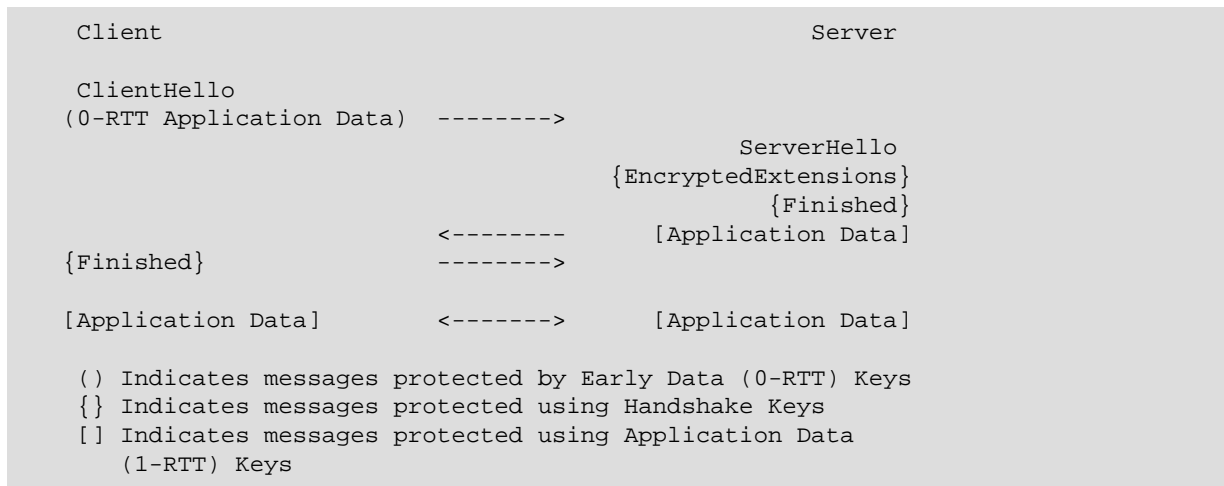 Client                                               Server

 ClientHello
(0-RTT Application Data)  -------->
                                                ServerHello
                                      {EncryptedExtensions}
                                                 {Finished}
                          <--------      [Application Data]
{Finished}                -------->

[Application Data]        <------->      [Application Data]

 () Indicates messages protected by Early Data (0-RTT) Keys
 {} Indicates messages protected using Handshake Keys
 [] Indicates messages protected using Application Data
    (1-RTT) Keys